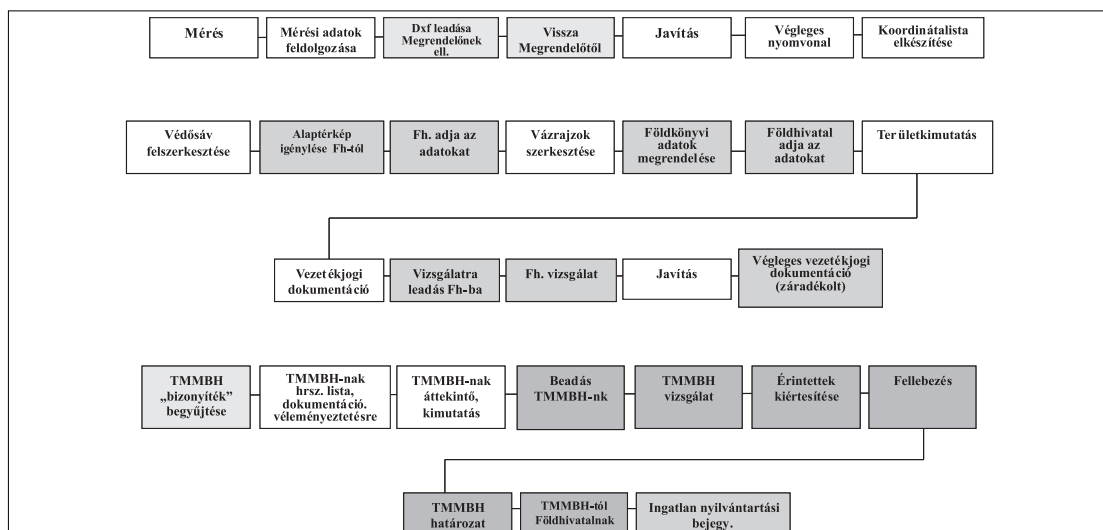 Mérés
Mérési adatok
feldolgozása
Dxf leadása
Megrendelőnek
ell.
Vissza
Megrendelőtől
Javítás
Végleges
nyomvonal
Koordinátalista
elkészítése
Védősáv
felszerkesztése
Alaptérkép
igénylése Fh-tól
Fh. adja az
adatokat
Vázrajzok
szerkesztése
Földkönyvi
adatok
megrendelése
Földhivatal
adja az
adatokat
Területkimutatás
Vezetékjogi
dokumentáció
Vizsgálatra
leadás Fh-ba
Fh. vizsgálat
Javítás
Végleges vezetékjogi
dokumentáció
(záradékolt)
TMMBH
„bizonyíték”
begyűjtése
TMMBH-nak
hrsz. lista,
dokumentáció.
véleményeztetésre
TMMBH-nak
áttekintő,
kimutatás
Beadás
TMMBH-nk
TMMBH
vizsgálat
Érintettek
kiértesítése
Fellebezés
TMMBH
határozat
TMMBH-tól
Földhivatalnak
Ingatlan nyilvántartási
bejegy.